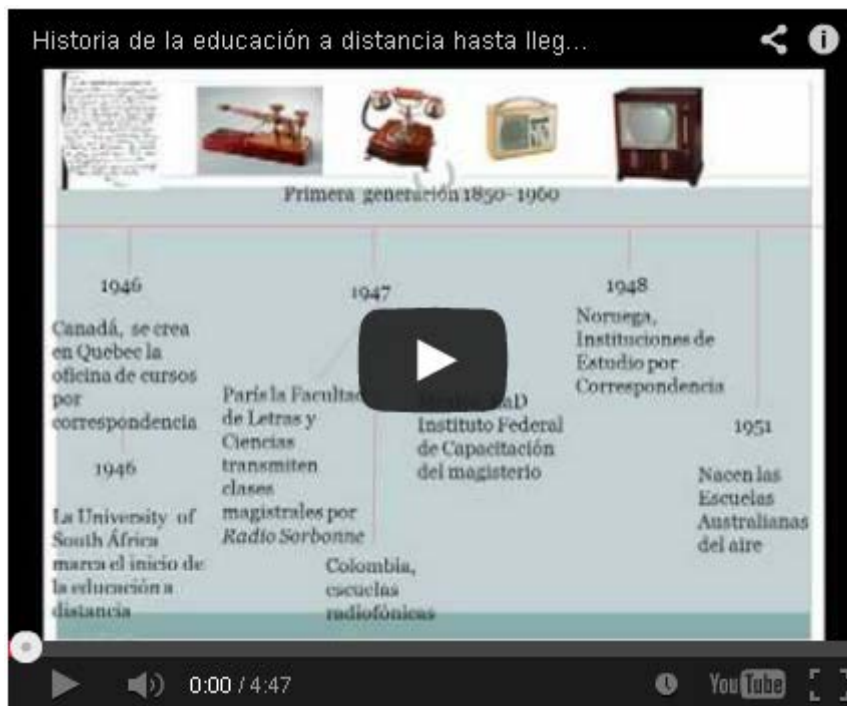 Historia de la educación a distancia hasta lleg...
Primera generación 1850-1960
1946
Canadá, se crea
en Quebec la
oficina de cursos
por
correspondencia
1946
La University of
South África
marca el inicio de
la educación a
distancia
1947
París la Facultad
de Letras y
Ciencias
transmiten
clases
magistrales por
Radio Sorbonne
Colombia,
escuelas
radiofónicas
EaD
Instituto Federal
de Capacitación
del magisterio
1948
Noruega,
Instituciones de
Estudio por
Correspondencia
1951
Nacen las
Escuelas
Australianas
del aire
0:00 / 4:47
YouTube